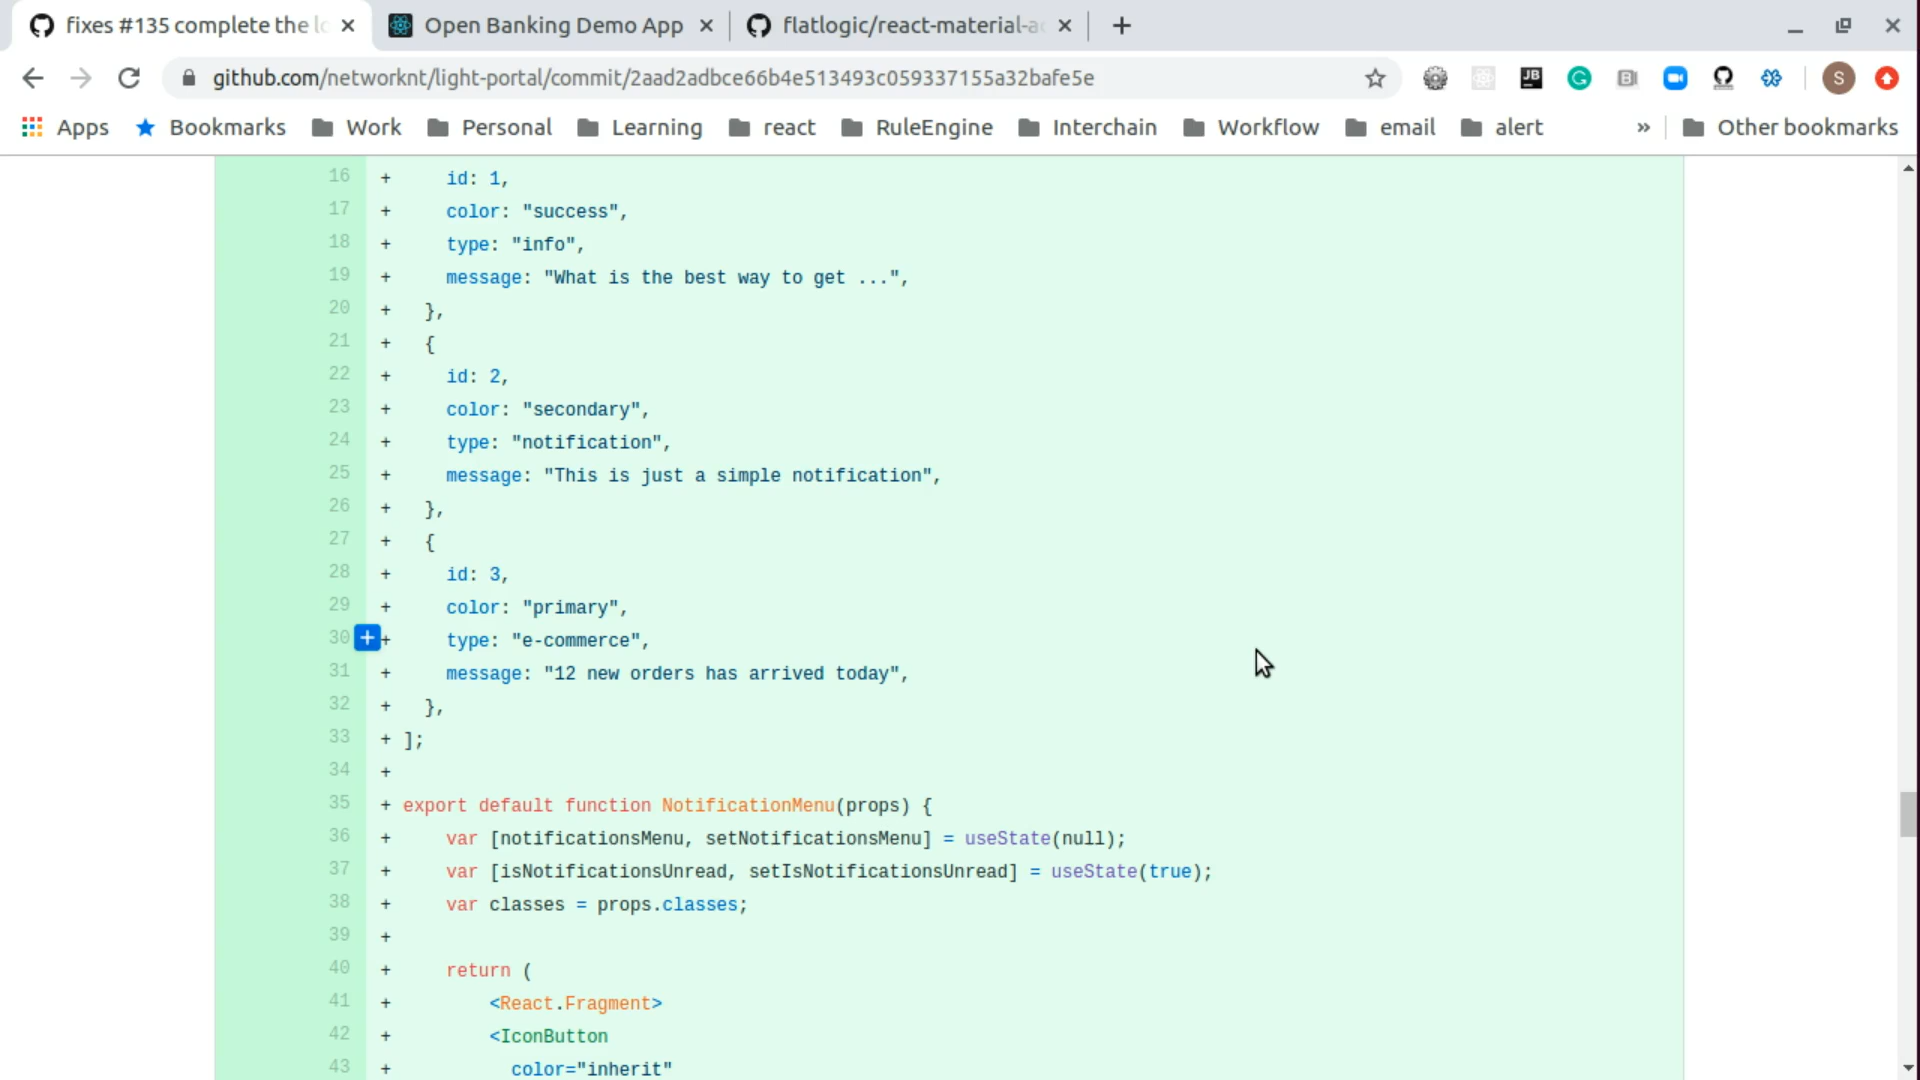 fixes #135 complete the lo
Open Banking Demo App
flatlogic/react-material-a
github.com/networknt/light-portal/commit/2aad2adbce66b4e513493c059337155a32bafe5e
JB
G
B
S
Apps Bookmarks Work Personal Learning react RuleEngine Interchain Workflow email alert » Other bookmarks
16 + id: 1,
17 + color: "success",
18 + type: "info",
19 + message: "What is the best way to get ...",
20 + },
21 + {
22 + id: 2,
23 + color: "secondary",
24 + type: "notification",
25 + message: "This is just a simple notification",
26 + },
27 + {
28 + id: 3,
29 + color: "primary",
30 + + type: "e-commerce",
31 + message: "12 new orders has arrived today",
32 + },
33 + ];
34 +
35 + export default function NotificationMenu(props) {
36 + var [notificationsMenu, setNotificationsMenu] = useState(null);
37 + var [isNotificationsUnread, setIsNotificationsUnread] = useState(true);
38 + var classes = props.classes;
39 +
40 + return (
41 + <React.Fragment>
42 + <IconButton
43 + color="inherit"